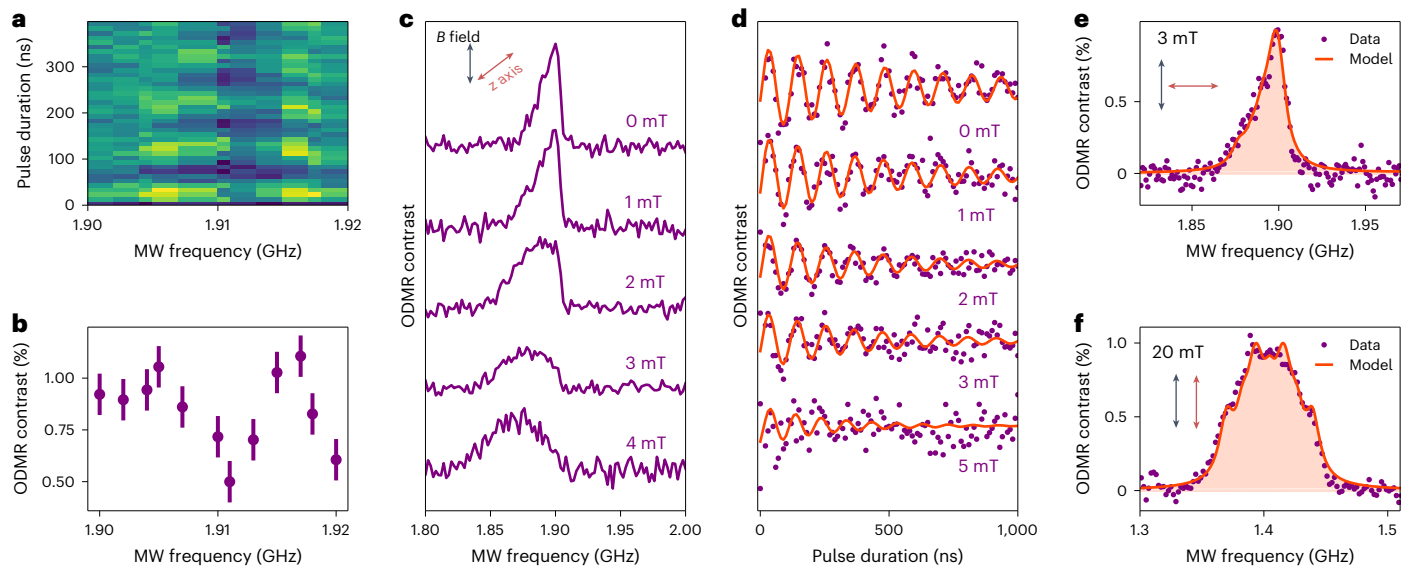 a
Pulse duration (ns)
300
200
100
0
1.90
1.91
1.92
MW frequency (GHz)
b
ODMR contrast (%)
1.00
0.75
0.50
1.90
1.91
1.92
MW frequency (GHz)
c
B field
z axis
0 mT
1 mT
2 mT
3 mT
4 mT
ODMR contrast
1.80
1.85
1.90
1.95
2.00
MW frequency (GHz)
d
0 mT
1 mT
2 mT
3 mT
5 mT
ODMR contrast
0
500
1,000
Pulse duration (ns)
e
3 mT
Data
Model
ODMR contrast (%)
0.5
0
1.85
1.90
1.95
MW frequency (GHz)
f
20 mT
Data
Model
ODMR contrast (%)
1.0
0.5
0
1.3
1.4
1.5
MW frequency (GHz)